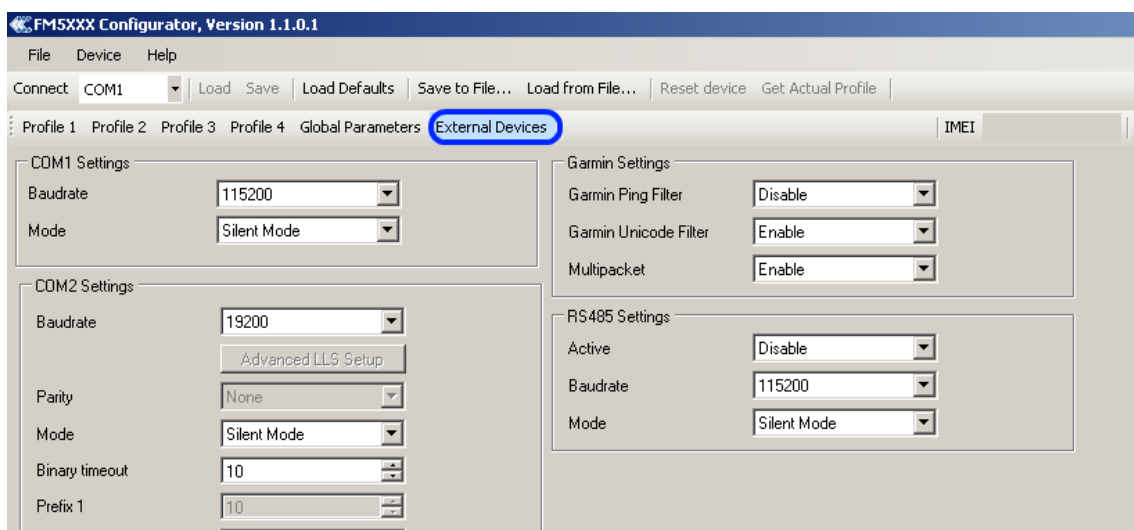 FM5XXX Configurator, Version 1.1.0.1
File Device Help
Connect COM1 Load Save Load Defaults Save to File... Load from File... Reset device Get Actual Profile
Profile 1 Profile 2 Profile 3 Profile 4 Global Parameters External Devices IMEI
COM1 Settings
Baudrate 115200
Mode Silent Mode
COM2 Settings
Baudrate 19200
Advanced LLS Setup
Parity None
Mode Silent Mode
Binary timeout 10
Prefix 1 10
Garmin Settings
Garmin Ping Filter Disable
Garmin Unicode Filter Enable
Multipacket Enable
RS485 Settings
Active Disable
Baudrate 115200
Mode Silent Mode